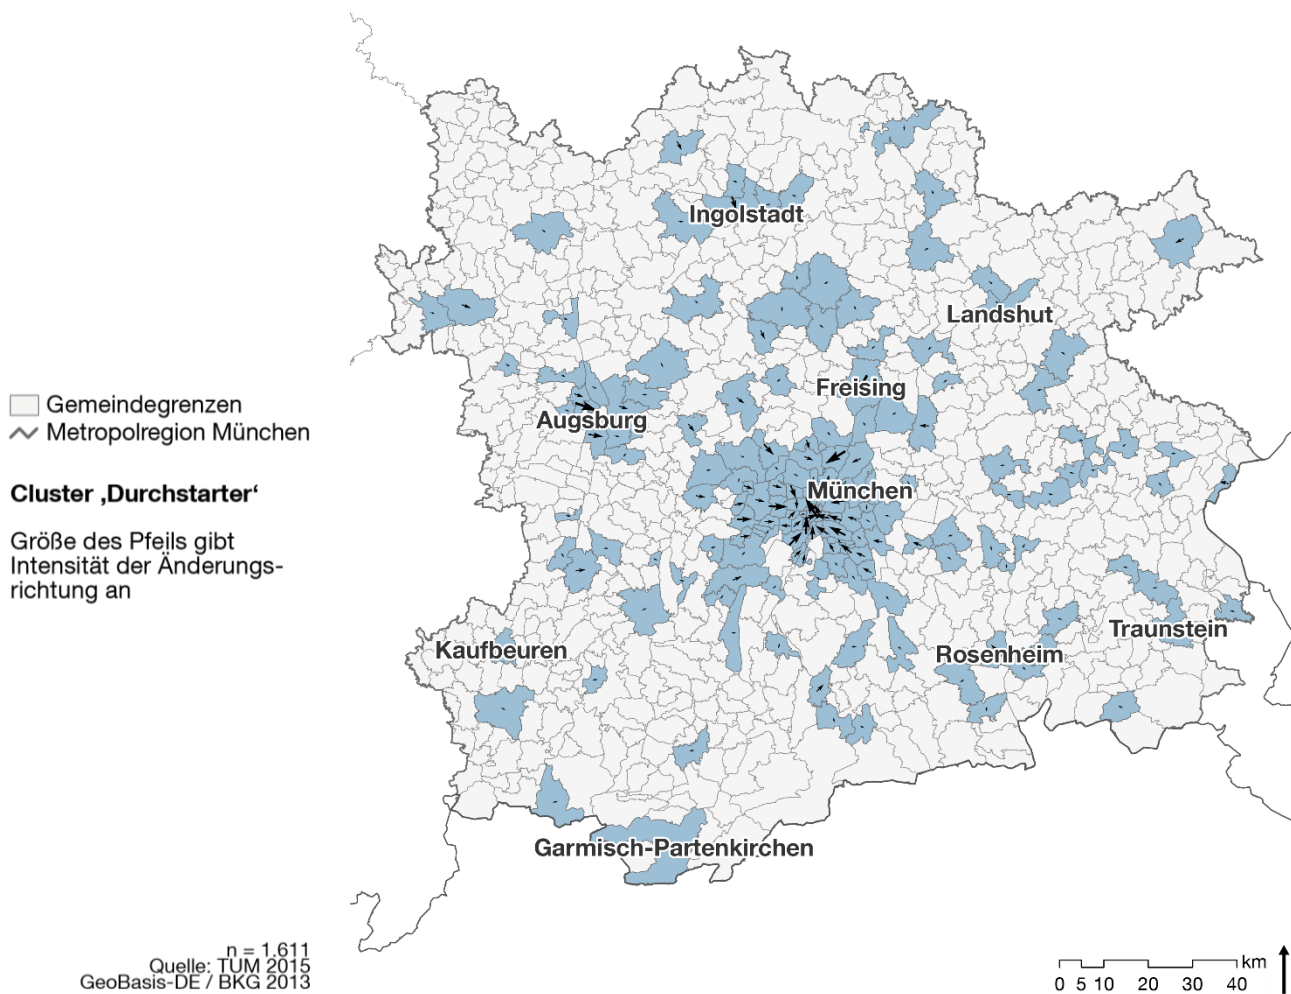 Ingolstadt
Landshut
Freising
Augsburg
München
Gemeindegrenzen
Metropolregion München
Cluster ‚Durchstarter‘
Größe des Pfeils gibt
Intensität der Änderungs-
richtung an
Kaufbeuren
Rosenheim
Traunstein
Garmisch-Partenkirchen
n = 1.611
Quelle: TUM 2015
GeoBasis-DE / BKG 2013
km
0 5 10 20 30 40